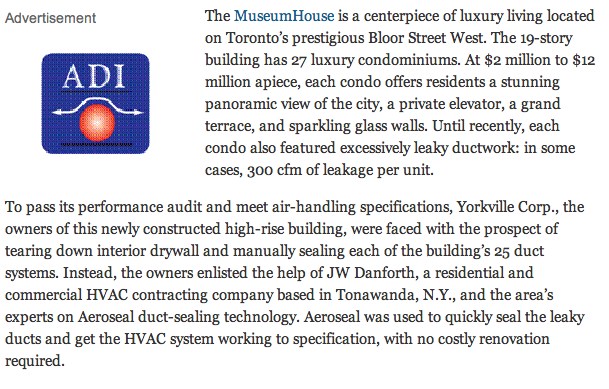 Advertisement
ADI
The MuseumHouse is a centerpiece of luxury living located
on Toronto’s prestigious Bloor Street West. The 19-story
building has 27 luxury condominiums. At $2 million to $12
million apiece, each condo offers residents a stunning
panoramic view of the city, a private elevator, a grand
terrace, and sparkling glass walls. Until recently, each
condo also featured excessively leaky ductwork: in some
cases, 300 cfm of leakage per unit.
To pass its performance audit and meet air-handling specifications, Yorkville Corp., the
owners of this newly constructed high-rise building, were faced with the prospect of
tearing down interior drywall and manually sealing each of the building’s 25 duct
systems. Instead, the owners enlisted the help of JW Danforth, a residential and
commercial HVAC contracting company based in Tonawanda, N.Y., and the area’s
experts on Aeroseal duct-sealing technology. Aeroseal was used to quickly seal the leaky
ducts and get the HVAC system working to specification, with no costly renovation
required.